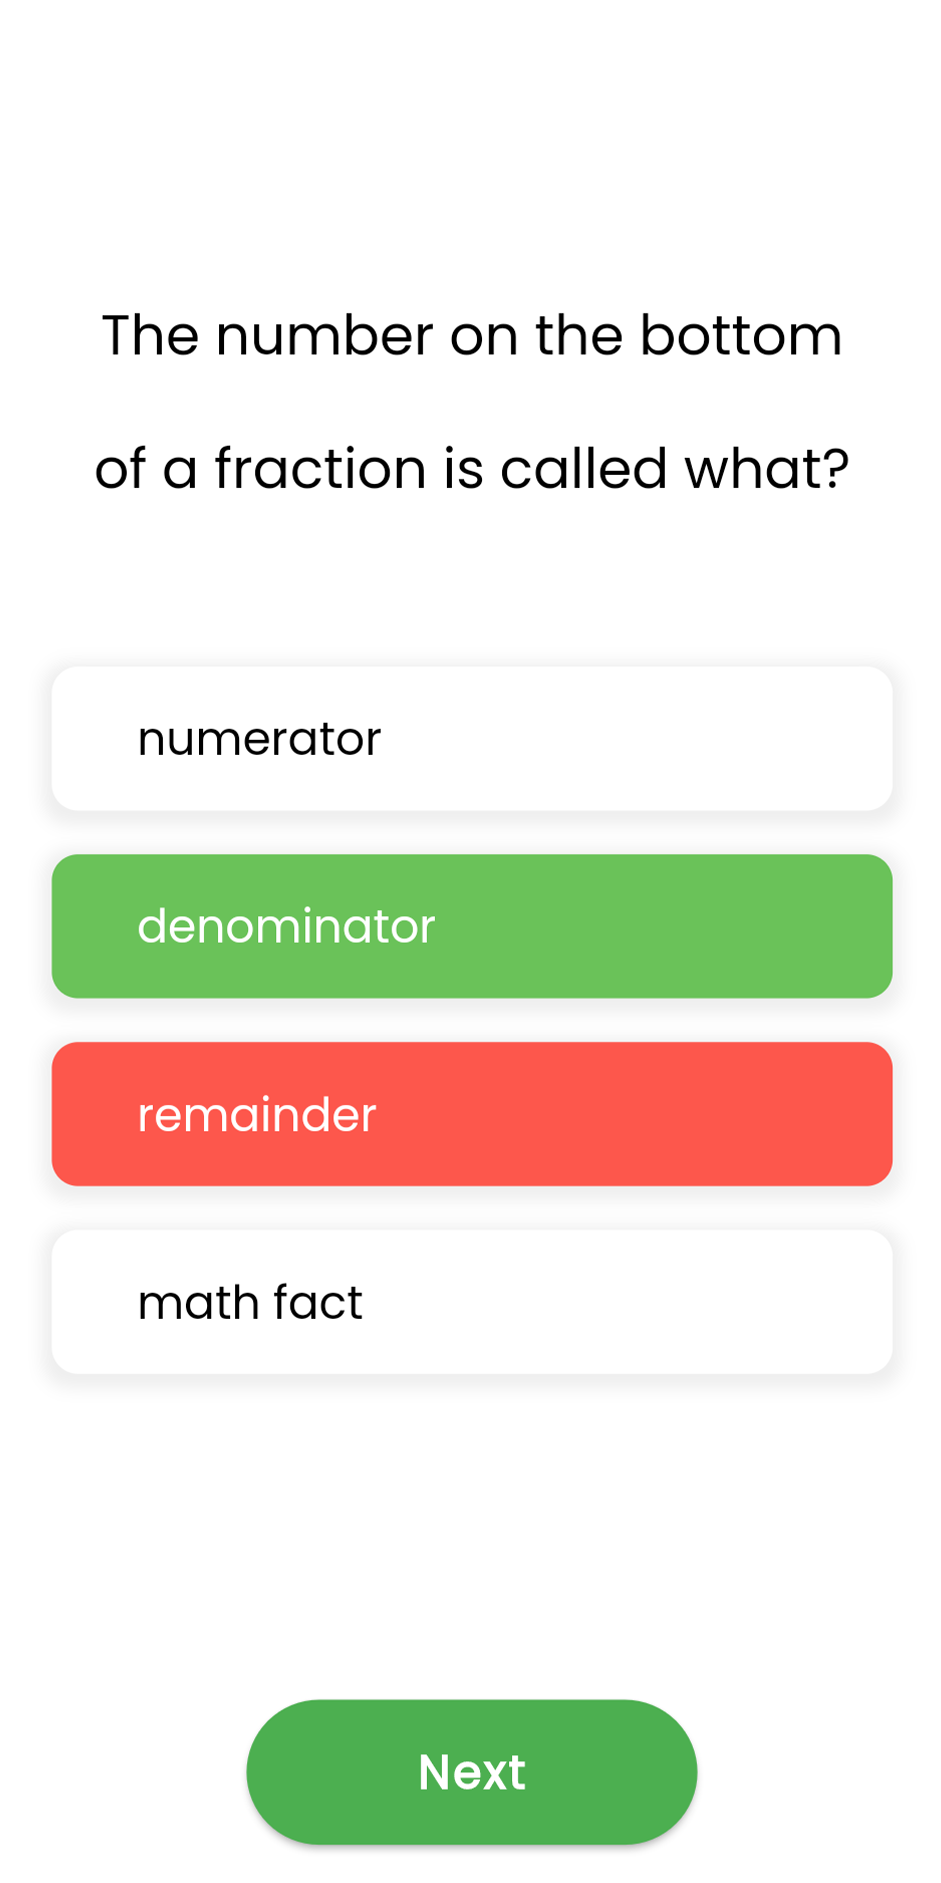 The number on the bottom
of a fraction is called what?
numerator
denominator
remainder
math fact
Next